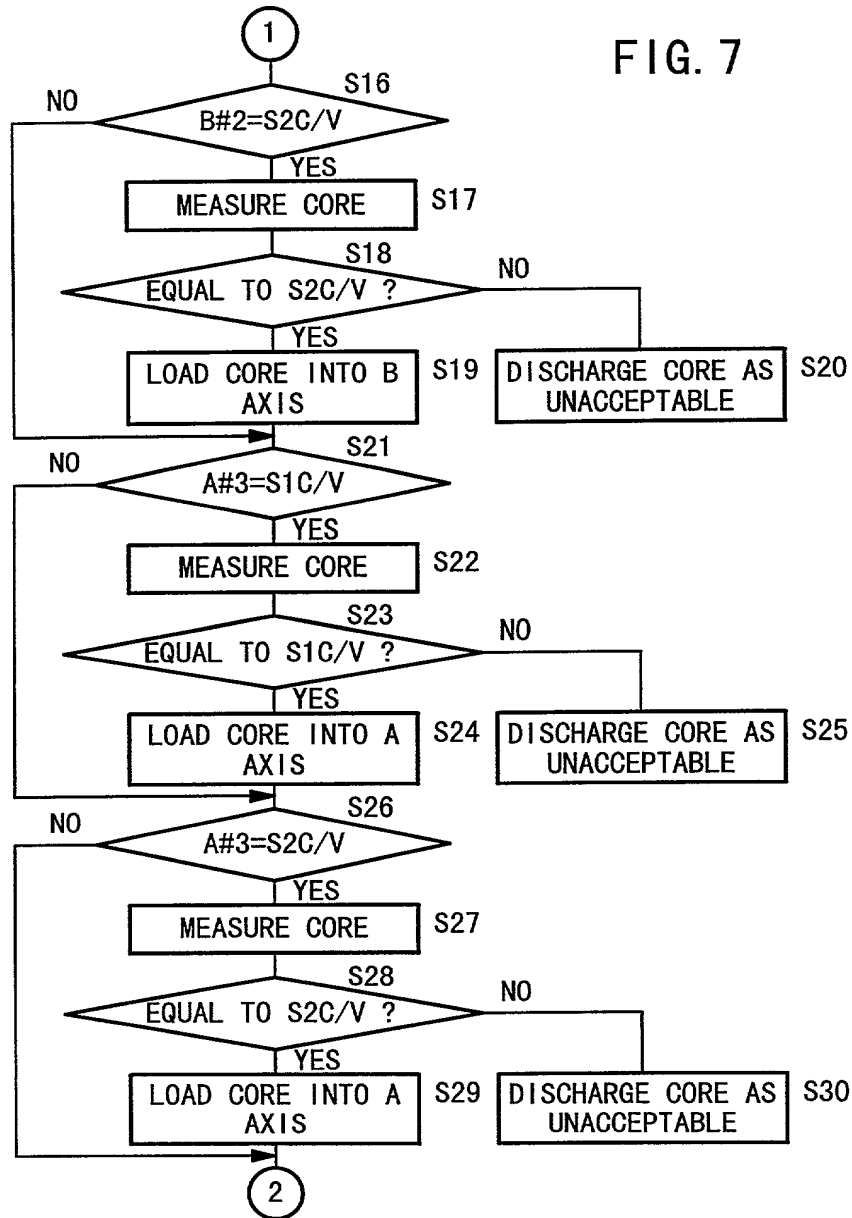 1
FIG. 7
S16
NO
B#2=S2C/V
YES
MEASURE CORE
S17
S18
NO
EQUAL TO S2C/V ?
YES
LOAD CORE INTO B
AXIS
S19
DISCHARGE CORE AS
UNACCEPTABLE
S20
S21
NO
A#3=S1C/V
YES
MEASURE CORE
S22
S23
NO
EQUAL TO S1C/V ?
YES
LOAD CORE INTO A
AXIS
S24
DISCHARGE CORE AS
UNACCEPTABLE
S25
S26
NO
A#3=S2C/V
YES
MEASURE CORE
S27
S28
NO
EQUAL TO S2C/V ?
YES
LOAD CORE INTO A
AXIS
S29
DISCHARGE CORE AS
UNACCEPTABLE
S30
2